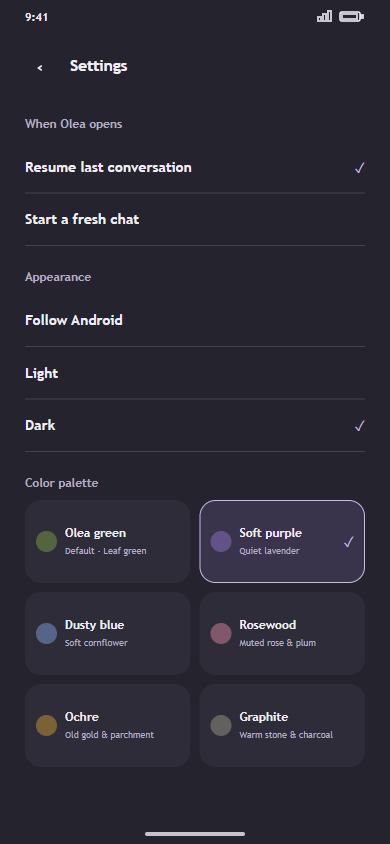 9:41
Settings
When Olea opens
Resume last conversation
Start a fresh chat
Appearance
Follow Android
Light
Dark
Color palette
Olea green
Default · Leaf green
Soft purple
Quiet lavender
Dusty blue
Soft cornflower
Rosewood
Muted rose & plum
Ochre
Old gold & parchment
Graphite
Warm stone & charcoal